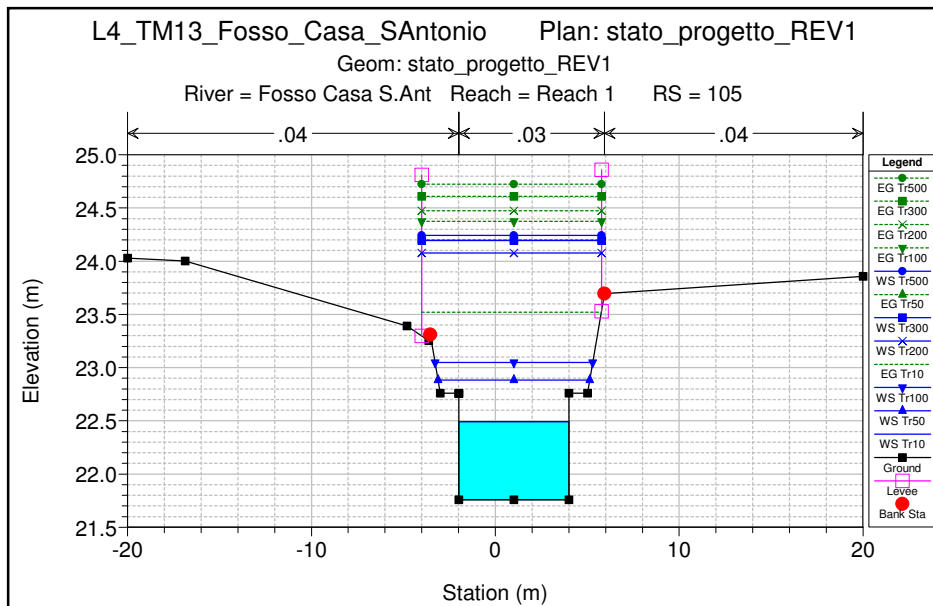 L4_TM13_Fosso_Casa_SAntonio Plan: stato_progetto_REV1
Geom: stato_progetto_REV1
River = Fosso Casa S.Ant Reach = Reach 1 RS = 105
.04 .03 .04
25.0
24.5
24.0
23.5
23.0
22.5
22.0
21.5
-20 -10 0 10 20
Station (m)
Elevation (m)
Legend
EG Tr500
EG Tr300
EG Tr200
EG Tr100
WS Tr500
EG Tr50
WS Tr300
WS Tr200
EG Tr10
WS Tr100
WS Tr50
WS Tr10
Ground
Levee
Bank Sta